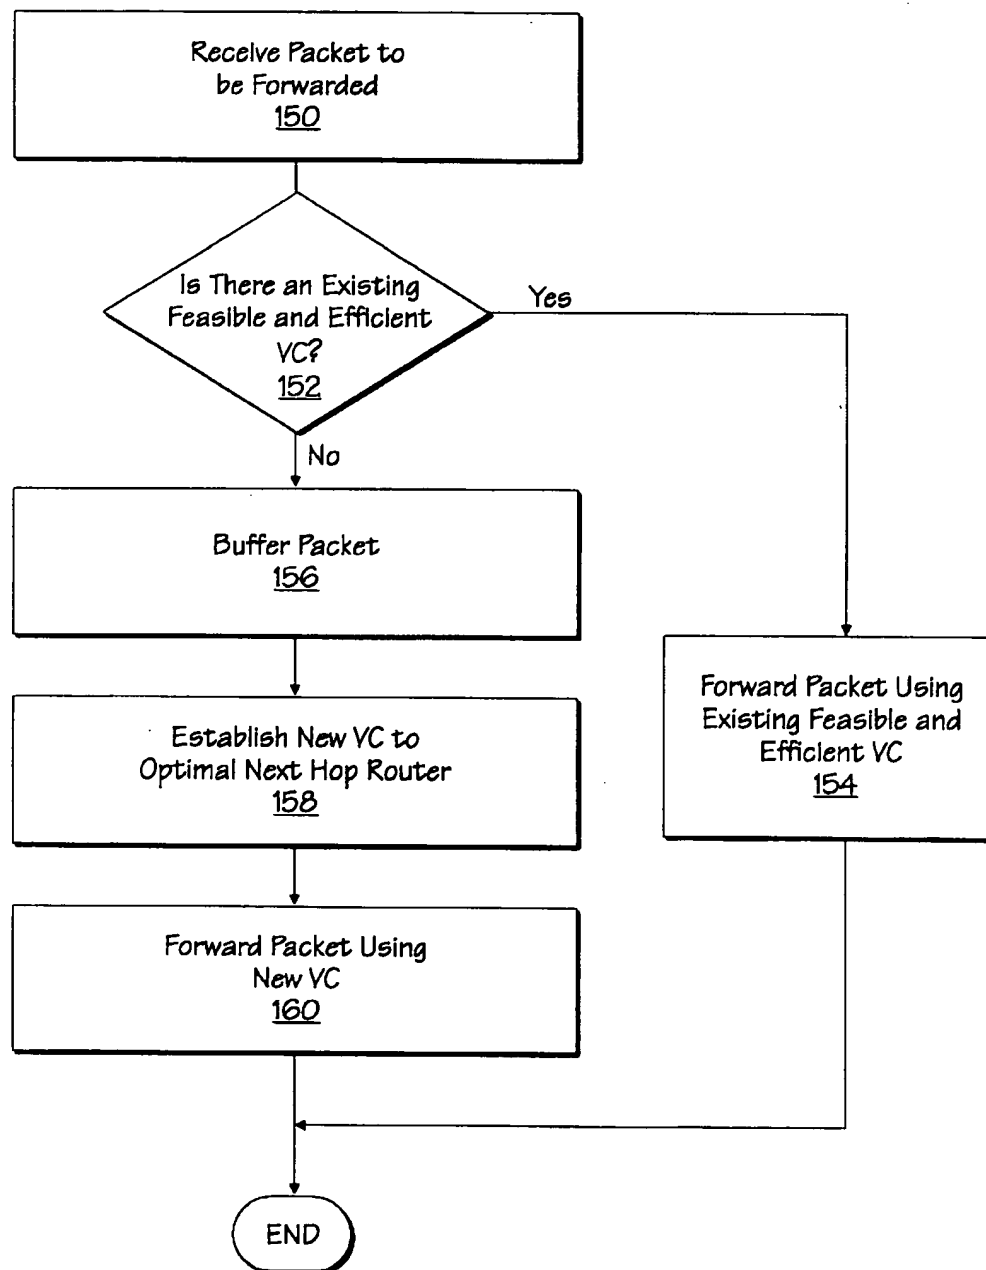 Receive Packet to
be Forwarded
150
Is There an Existing
Feasible and Efficient
VC?
152
Yes
No
Buffer Packet
156
Establish New VC to
Optimal Next Hop Router
158
Forward Packet Using
Existing Feasible and
Efficient VC
154
Forward Packet Using
New VC
160
END